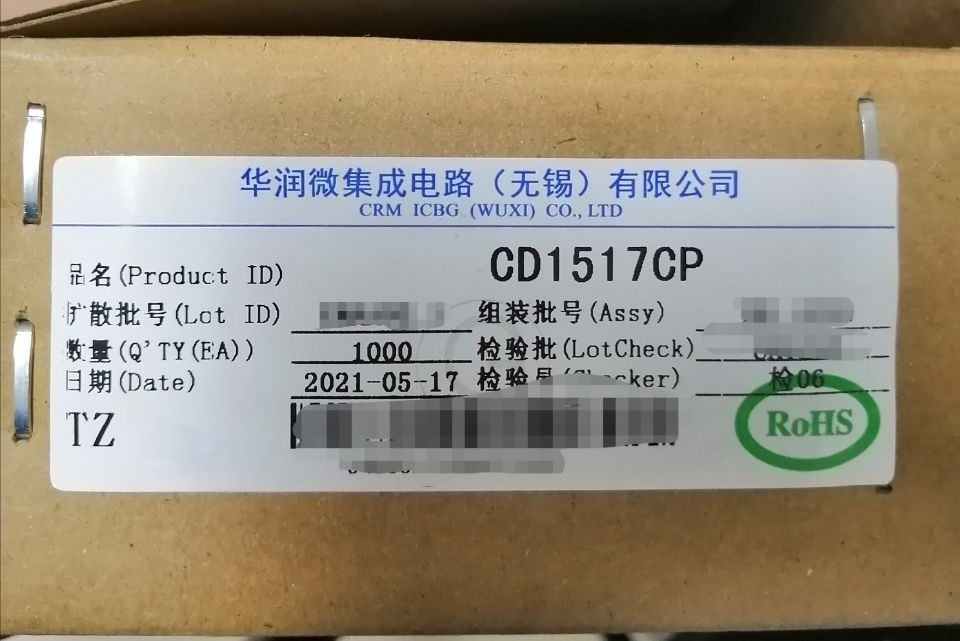 华润微集成电路（无锡）有限公司
CRM ICBG (WUXI) CO., LTD
品名(Product ID) CD1517CP
扩散批号(Lot ID) 组装批号(Assy)
数量(Q'TY(EA)) 1000 检验批(LotCheck)
日期(Date) 2021-05-17 检验员(Checker) 检06
TZ
RoHS